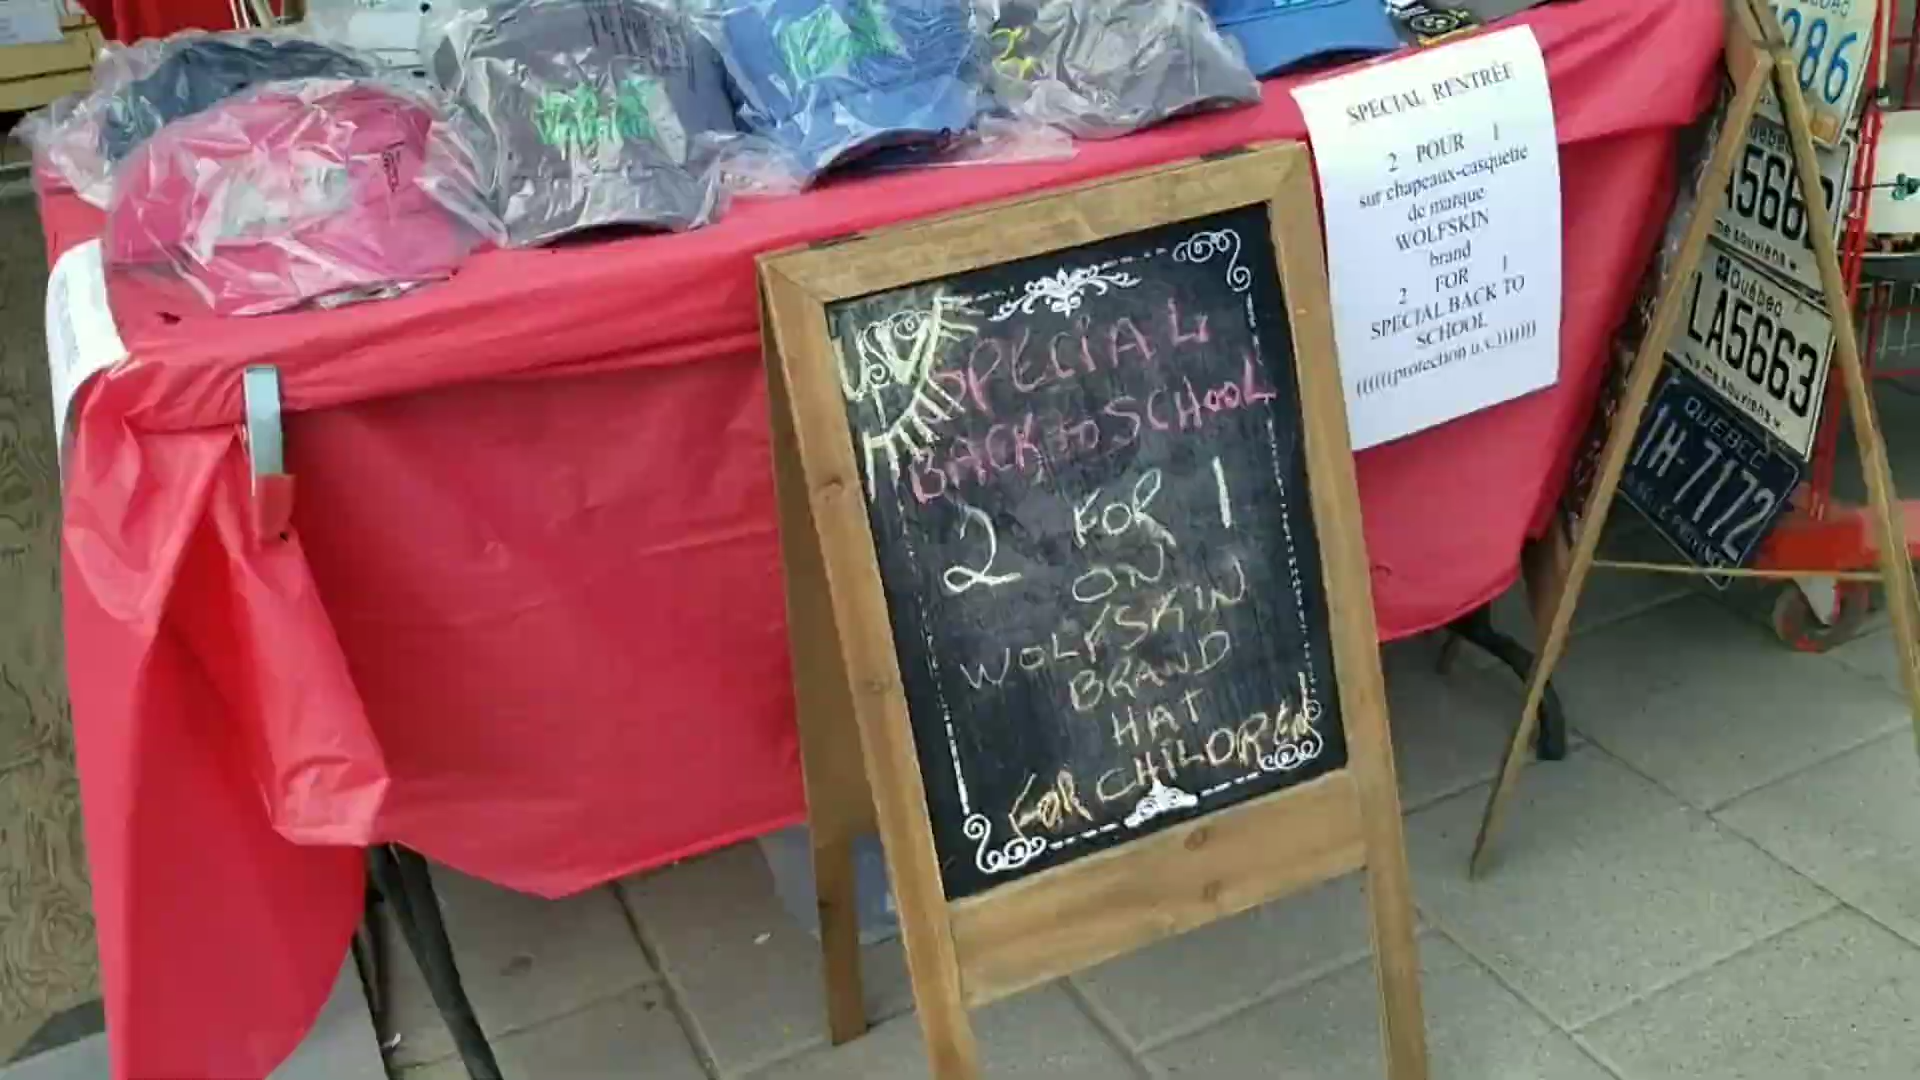 SPECIAL
BACK to SCHOOL
2 FOR 1
ON
WOLFSKIN
BRAND
HAT
FOR CHILDREN
SPECIAL RENTRÉE
2 POUR 1
sur chapeaux-casquette
de marque
WOLFSKIN
brand
2 FOR 1
SPECIAL BACK TO
SCHOOL
((((((protection u.v.))))))
286
Québec
Québec
LA5663
QUEBEC
1H-7172